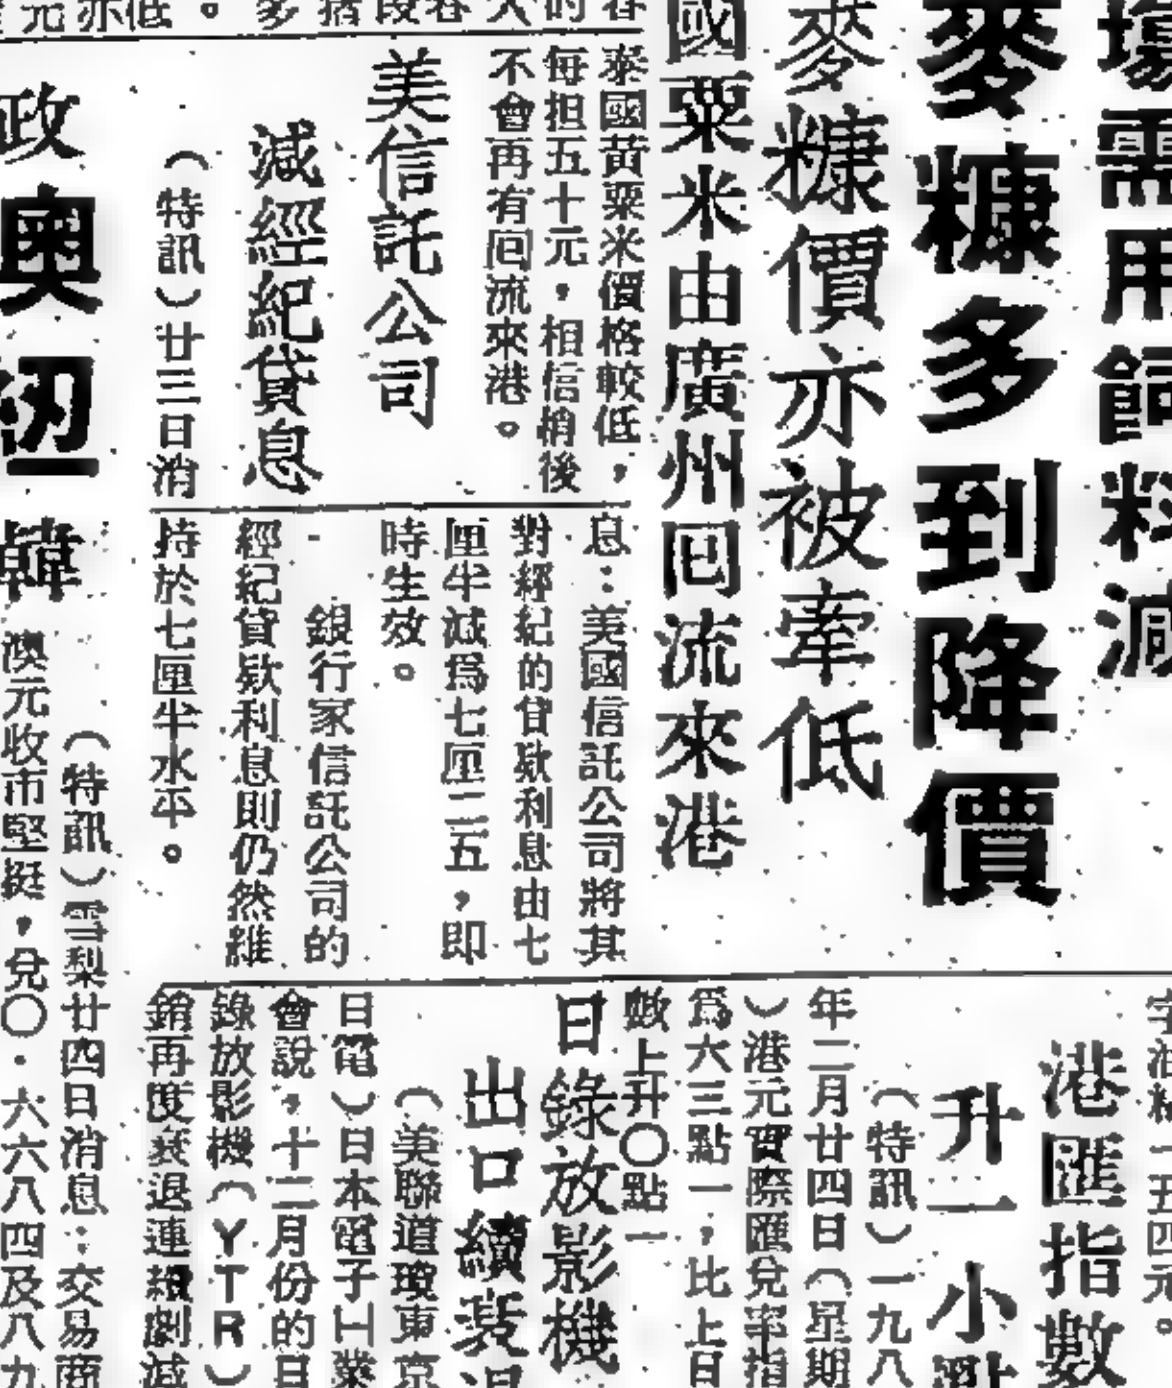 場需用飼料減
麥糠多到降價
麥糠價亦被牽低
國粟米由廣州回流來港
泰國黃粟米價格較低，
每担五十元，相信稍後
不會再有回流來港。
美信託公司
減經紀貸息
（特訊）廿三日消
息：美國信託公司將其
對經紀的貸欵利息由七
厘半減爲七厘二五，即
時生效。
銀行家信託公司的
經紀貸欵利息則仍然維
持於七厘半水平。
政奧紐韓
（特訊）雪梨廿四日消息：交易商
澳元收市堅挺，兌〇．六六八四及八九
港匯指數
升一小點
（特訊）一九八
年二月廿四日（星期
）港元實際匯兌率指
爲六三點一，比上日
數上升〇點一
日錄放影機
出口續衰退
（美聯道瓊東京
日電）日本電子工業
會說，十二月份的日
錄放影機（YTR）
銷再度衰退連續劇減